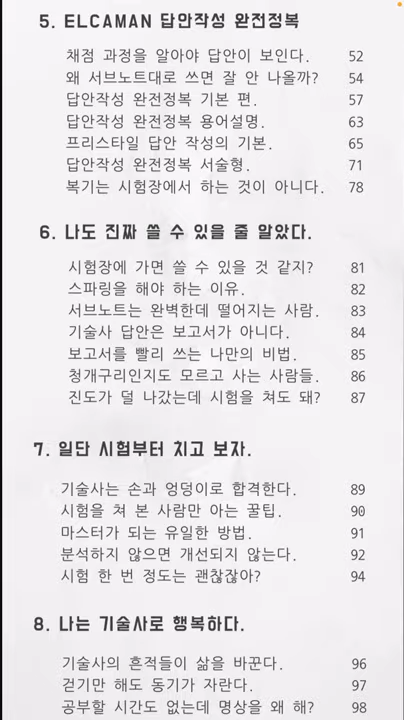 5. ELCAMAN 답안작성 완전정복
채점 과정을 알아야 답안이 보인다. 52
왜 서브노트대로 쓰면 잘 안 나올까? 54
답안작성 완전정복 기본 편. 57
답안작성 완전정복 용어설명. 63
프리스타일 답안 작성의 기본. 65
답안작성 완전정복 서술형. 71
복기는 시험장에서 하는 것이 아니다. 78
6. 나도 진짜 쓸 수 있을 줄 알았다.
시험장에 가면 쓸 수 있을 것 같지? 81
스파링을 해야 하는 이유. 82
서브노트는 완벽한데 떨어지는 사람. 83
기술사 답안은 보고서가 아니다. 84
보고서를 빨리 쓰는 나만의 비법. 85
청개구리인지도 모르고 사는 사람들. 86
진도가 덜 나갔는데 시험을 쳐도 돼? 87
7. 일단 시험부터 치고 보자.
기술사는 손과 엉덩이로 합격한다. 89
시험을 쳐 본 사람만 아는 꿀팁. 90
마스터가 되는 유일한 방법. 91
분석하지 않으면 개선되지 않는다. 92
시험 한 번 정도는 괜찮잖아? 94
8. 나는 기술사로 행복하다.
기술사의 흔적들이 삶을 바꾼다. 96
걷기만 해도 동기가 자란다. 97
공부할 시간도 없는데 명상을 왜 해? 98